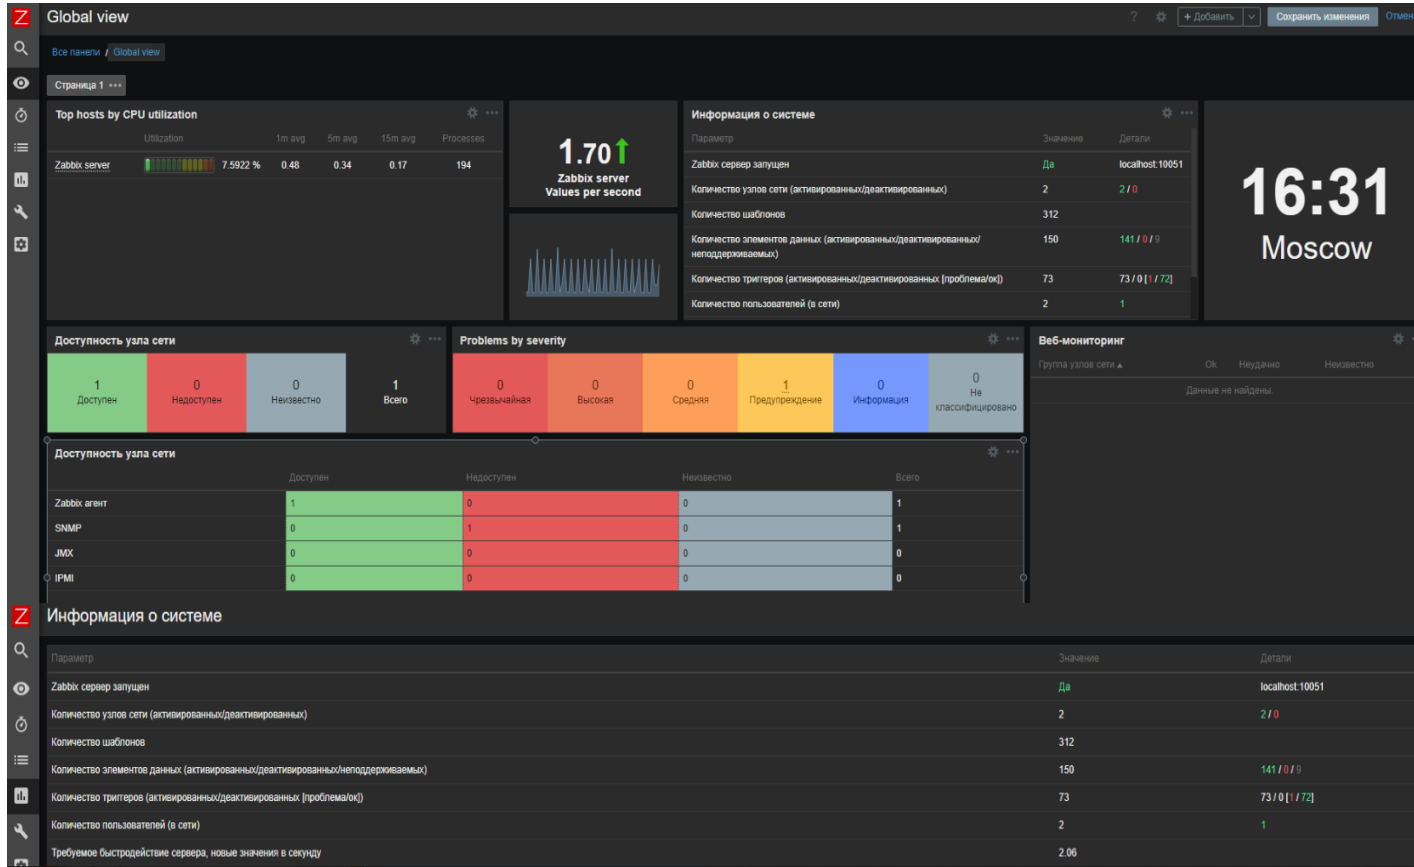 Z Global view ? + Добавить Сохранить изменения Отмен
Все панели / Global view
Страница 1
Top hosts by CPU utilization
Utilization 1m avg 5m avg 15m avg Processes
Zabbix server 7.5922 % 0.48 0.34 0.17 194
1.70
Zabbix server
Values per second
Информация о системе
Параметр Значение Детали
Zabbix сервер запущен Да localhost:10051
Количество узлов сети (активированных/деактивированных) 2 2 / 0
Количество шаблонов 312
Количество элементов данных (активированных/деактивированных/
неподдерживаемых) 150 141 / 0 / 9
Количество триггеров (активированных/деактивированных [проблема/ок]) 73 73 / 0 [1 / 72]
Количество пользователей (в сети) 2 1
16:31
Moscow
Доступность узла сети
1 0 0 1
Доступен Недоступен Неизвестно Всего
Problems by severity
0 0 0 1 0 0
Чрезвычайная Высокая Средняя Предупреждение Информация Не
классифицировано
Веб-мониторинг
Группа узлов сети ▲ Ok Неудачно Неизвестно
Данные не найдены.
Доступность узла сети
Доступен Недоступен Неизвестно Всего
Zabbix агент 1 0 0 1
SNMP 0 1 0 1
JMX 0 0 0 0
IPMI 0 0 0 0
Z Информация о системе
Параметр Значение Детали
Zabbix сервер запущен Да localhost:10051
Количество узлов сети (активированных/деактивированных) 2 2 / 0
Количество шаблонов 312
Количество элементов данных (активированных/деактивированных/неподдерживаемых) 150 141 / 0 / 9
Количество триггеров (активированных/деактивированных [проблема/ок]) 73 73 / 0 [1 / 72]
Количество пользователей (в сети) 2 1
Требуемое быстродействие сервера, новые значения в секунду 2.06